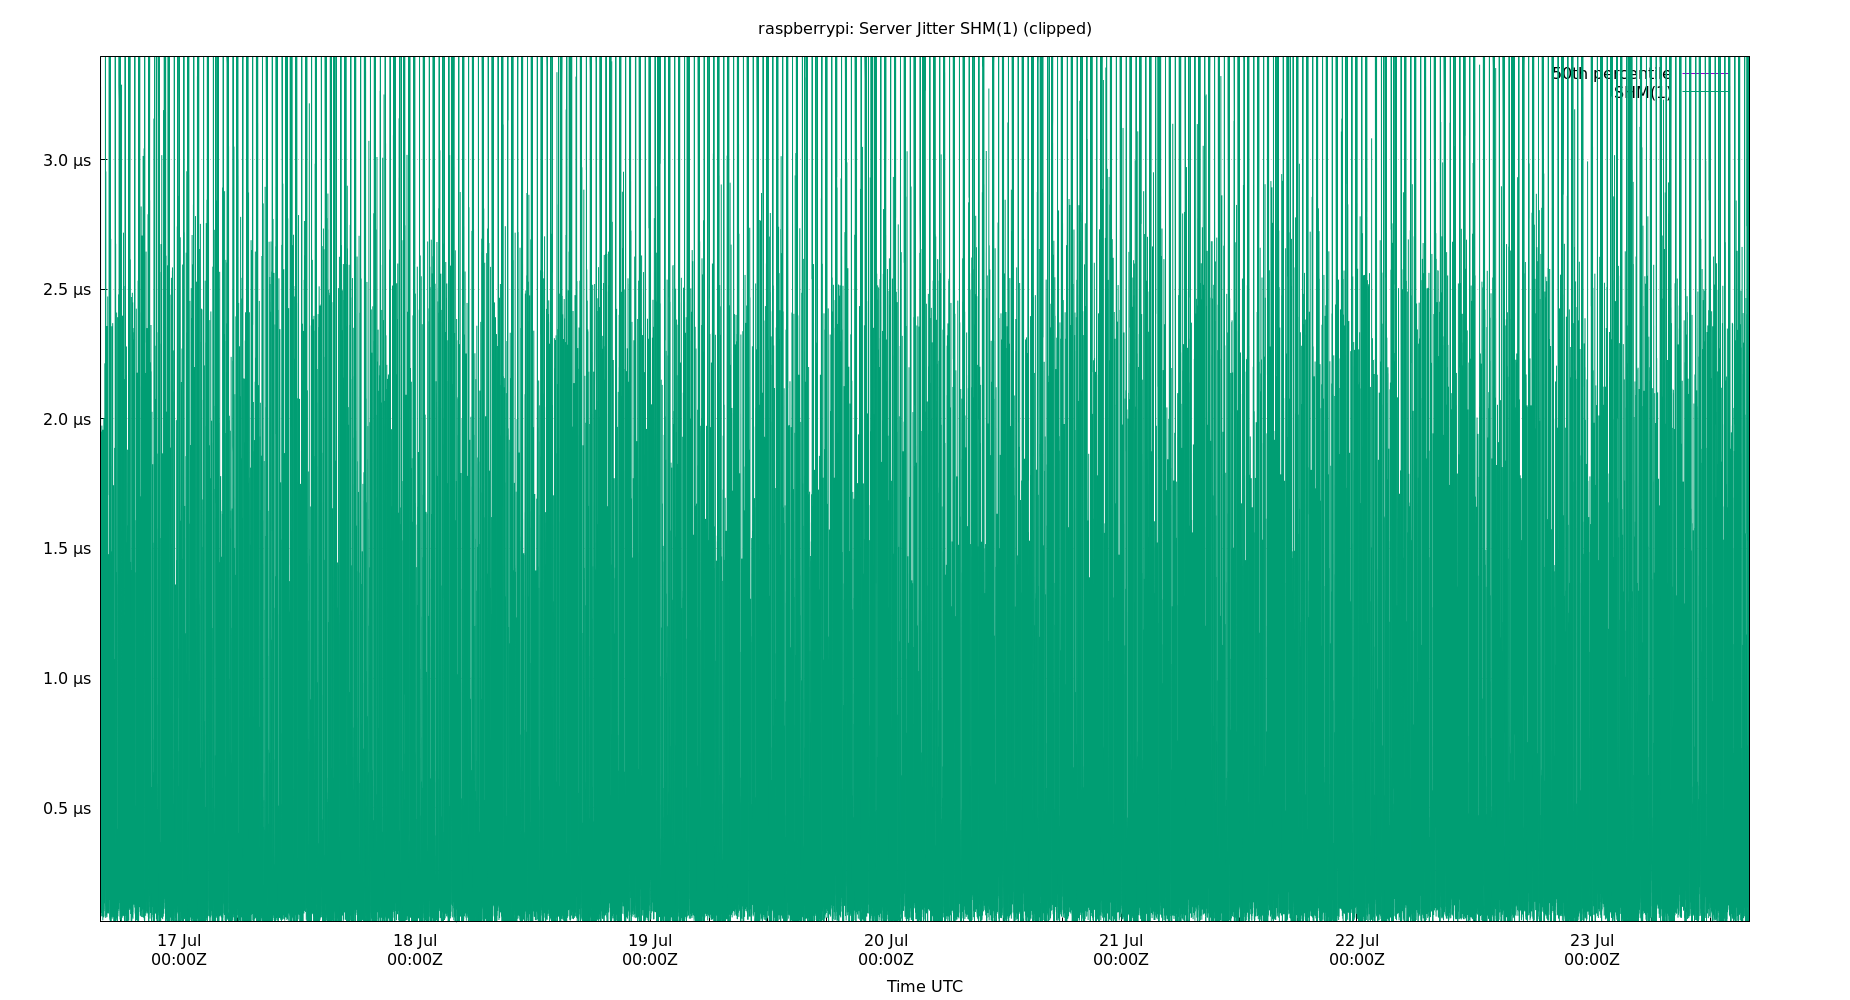 raspberrypi: Server Jitter SHM(1) (clipped)
50th percentile
SHM(1)
3.0 µs
2.5 µs
2.0 µs
1.5 µs
1.0 µs
0.5 µs
17 Jul 18 Jul 19 Jul 20 Jul 21 Jul 22 Jul 23 Jul
00:00Z 00:00Z 00:00Z 00:00Z 00:00Z 00:00Z 00:00Z
Time UTC